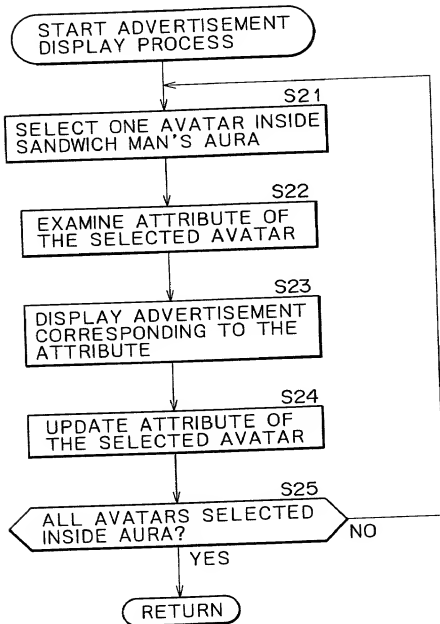 START ADVERTISEMENT
DISPLAY PROCESS
S21
SELECT ONE AVATAR INSIDE
SANDWICH MAN'S AURA
S22
EXAMINE ATTRIBUTE OF
THE SELECTED AVATAR
S23
DISPLAY ADVERTISEMENT
CORRESPONDING TO THE
ATTRIBUTE
S24
UPDATE ATTRIBUTE OF
THE SELECTED AVATAR
S25
ALL AVATARS SELECTED
INSIDE AURA?
NO
YES
RETURN